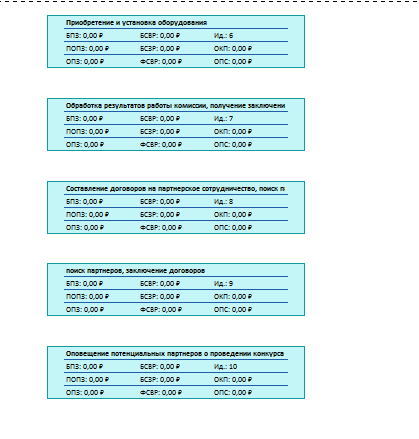 Приобретение и установка оборудования
БПЗ: 0,00 ₽ БСВР: 0,00 ₽ Ид.: 6
ПОПЗ: 0,00 ₽ БСЗР: 0,00 ₽ ОКП: 0,00 ₽
ОПЗ: 0,00 ₽ ФСВР: 0,00 ₽ ОПС: 0,00 ₽
Обработка результатов работы комиссии, получение заключени
БПЗ: 0,00 ₽ БСВР: 0,00 ₽ Ид.: 7
ПОПЗ: 0,00 ₽ БСЗР: 0,00 ₽ ОКП: 0,00 ₽
ОПЗ: 0,00 ₽ ФСВР: 0,00 ₽ ОПС: 0,00 ₽
Составление договоров на партнерское сотрудничество, поиск п
БПЗ: 0,00 ₽ БСВР: 0,00 ₽ Ид.: 8
ПОПЗ: 0,00 ₽ БСЗР: 0,00 ₽ ОКП: 0,00 ₽
ОПЗ: 0,00 ₽ ФСВР: 0,00 ₽ ОПС: 0,00 ₽
поиск партнеров, заключение договоров
БПЗ: 0,00 ₽ БСВР: 0,00 ₽ Ид.: 9
ПОПЗ: 0,00 ₽ БСЗР: 0,00 ₽ ОКП: 0,00 ₽
ОПЗ: 0,00 ₽ ФСВР: 0,00 ₽ ОПС: 0,00 ₽
Оповещение потенциальных партнеров о проведении конкурса
БПЗ: 0,00 ₽ БСВР: 0,00 ₽ Ид.: 10
ПОПЗ: 0,00 ₽ БСЗР: 0,00 ₽ ОКП: 0,00 ₽
ОПЗ: 0,00 ₽ ФСВР: 0,00 ₽ ОПС: 0,00 ₽